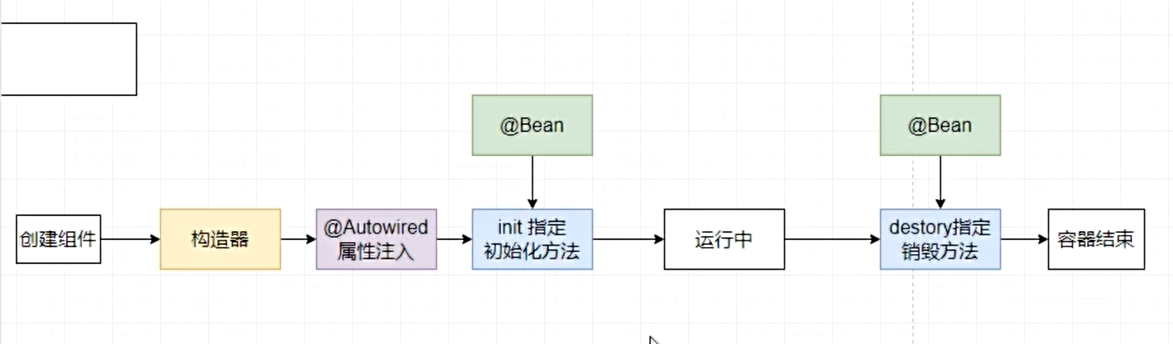 @Bean
@Bean
创建组件
构造器
@Autowired
属性注入
init 指定
初始化方法
运行中
destory指定
销毁方法
容器结束